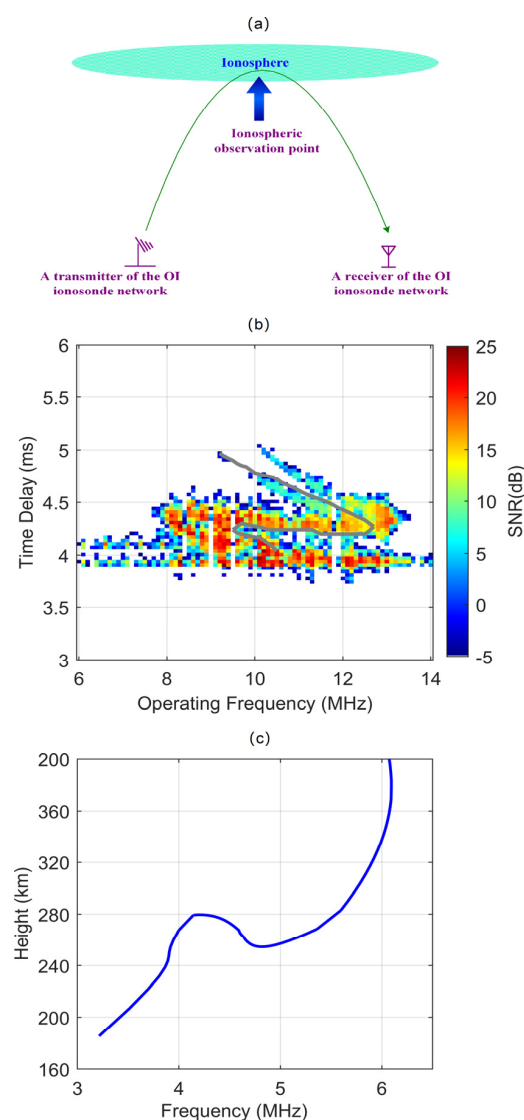 (a)
Ionosphere
Ionospheric
observation point
A transmitter of the OI
ionosonde network
A receiver of the OI
ionosonde network
(b)
6
5.5
5
4.5
4
3.5
3
Time Delay (ms)
6
8
10
12
14
Operating Frequency (MHz)
25
20
15
10
5
0
-5
SNR(dB)
(c)
200
360
320
280
240
200
160
Height (km)
3
4
5
6
Frequency (MHz)